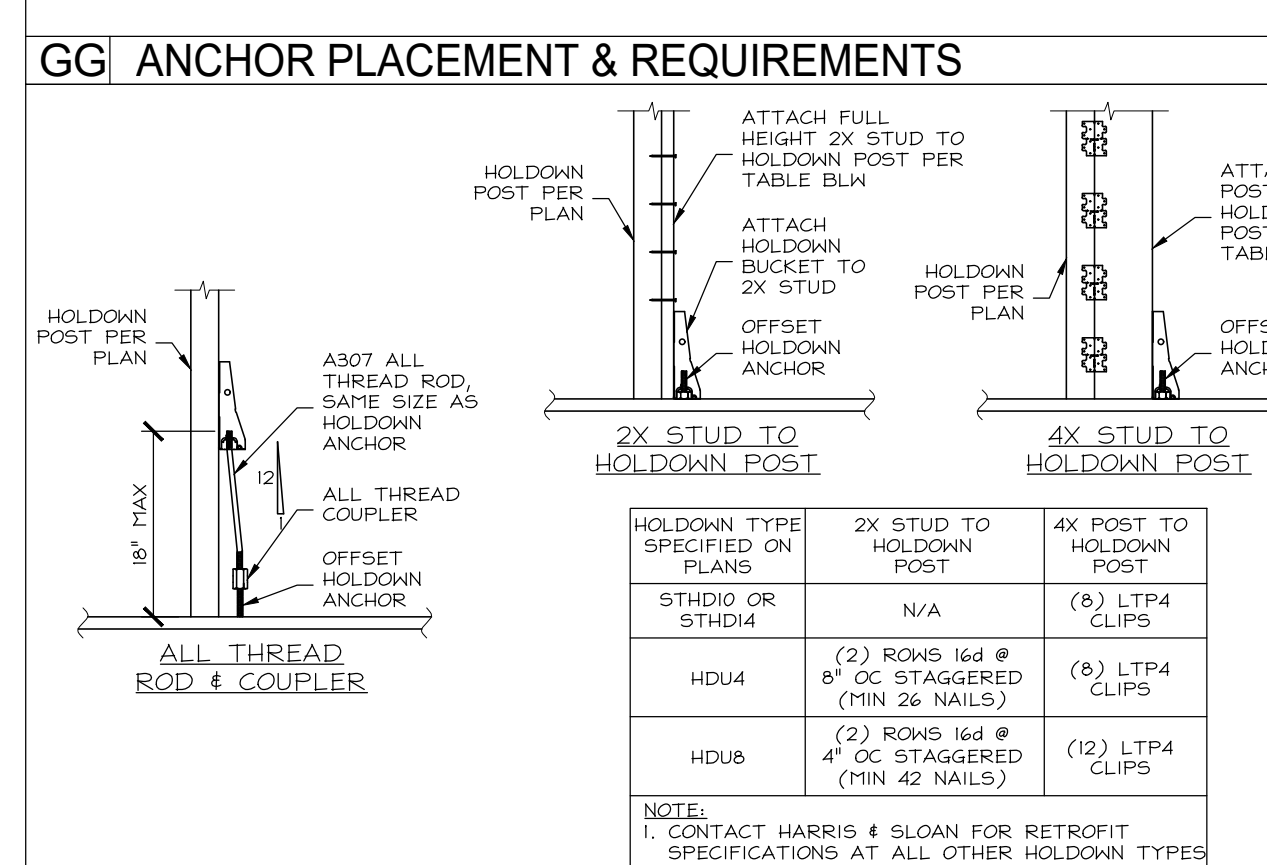 GG ANCHOR PLACEMENT & REQUIREMENTS
HOLDOWN
POST PER
PLAN
A307 ALL
THREAD ROD,
SAME SIZE AS
HOLDOWN
ANCHOR
12
1
18" MAX
ALL THREAD
COUPLER
OFFSET
HOLDOWN
ANCHOR
ALL THREAD
ROD & COUPLER
HOLDOWN
POST PER
PLAN
ATTACH FULL
HEIGHT 2X STUD TO
HOLDOWN POST PER
TABLE BLW
ATTACH
HOLDOWN
BUCKET TO
2X STUD
OFFSET
HOLDOWN
ANCHOR
2X STUD TO
HOLDOWN POST
HOLDOWN
POST PER
PLAN
POST
4X STUD TO
HOLDOWN POST
HOLDOWN TYPE
SPECIFIED ON
PLANS
2X STUD TO
HOLDOWN
POST
4X POST TO
HOLDOWN
POST
STHD10 OR
STHD14
N/A
(8) LTP4
CLIPS
HDU4
(2) ROWS 16d @
8" OC STAGGERED
(MIN 26 NAILS)
(8) LTP4
CLIPS
HDU8
(2) ROWS 16d @
4" OC STAGGERED
(MIN 42 NAILS)
(12) LTP4
CLIPS
NOTE:
1. CONTACT HARRIS & SLOAN FOR RETROFIT
SPECIFICATIONS AT ALL OTHER HOLDOWN TYPES